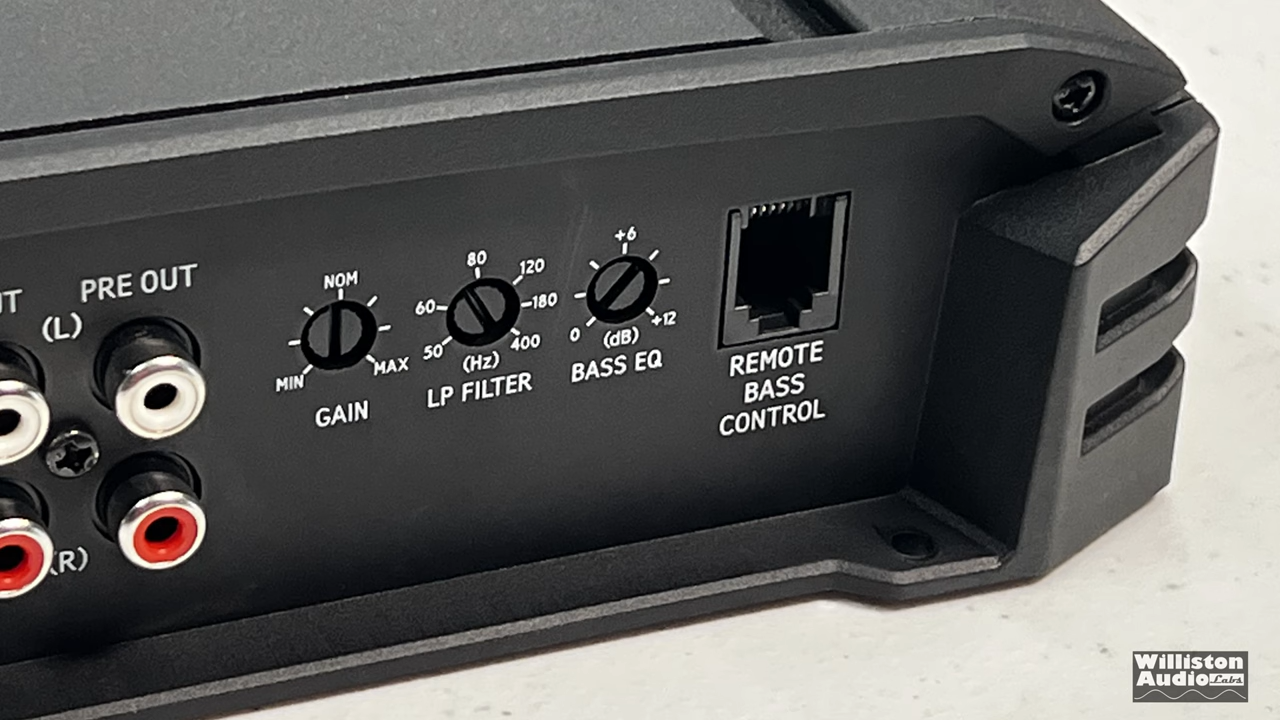 PRE OUT
(L)
(R)
NOM
MIN
MAX
GAIN
80
60
120
180
50
400
(Hz)
LP FILTER
+6
0
+12
(dB)
BASS EQ
REMOTE
BASS
CONTROL
Williston
Audio Labs